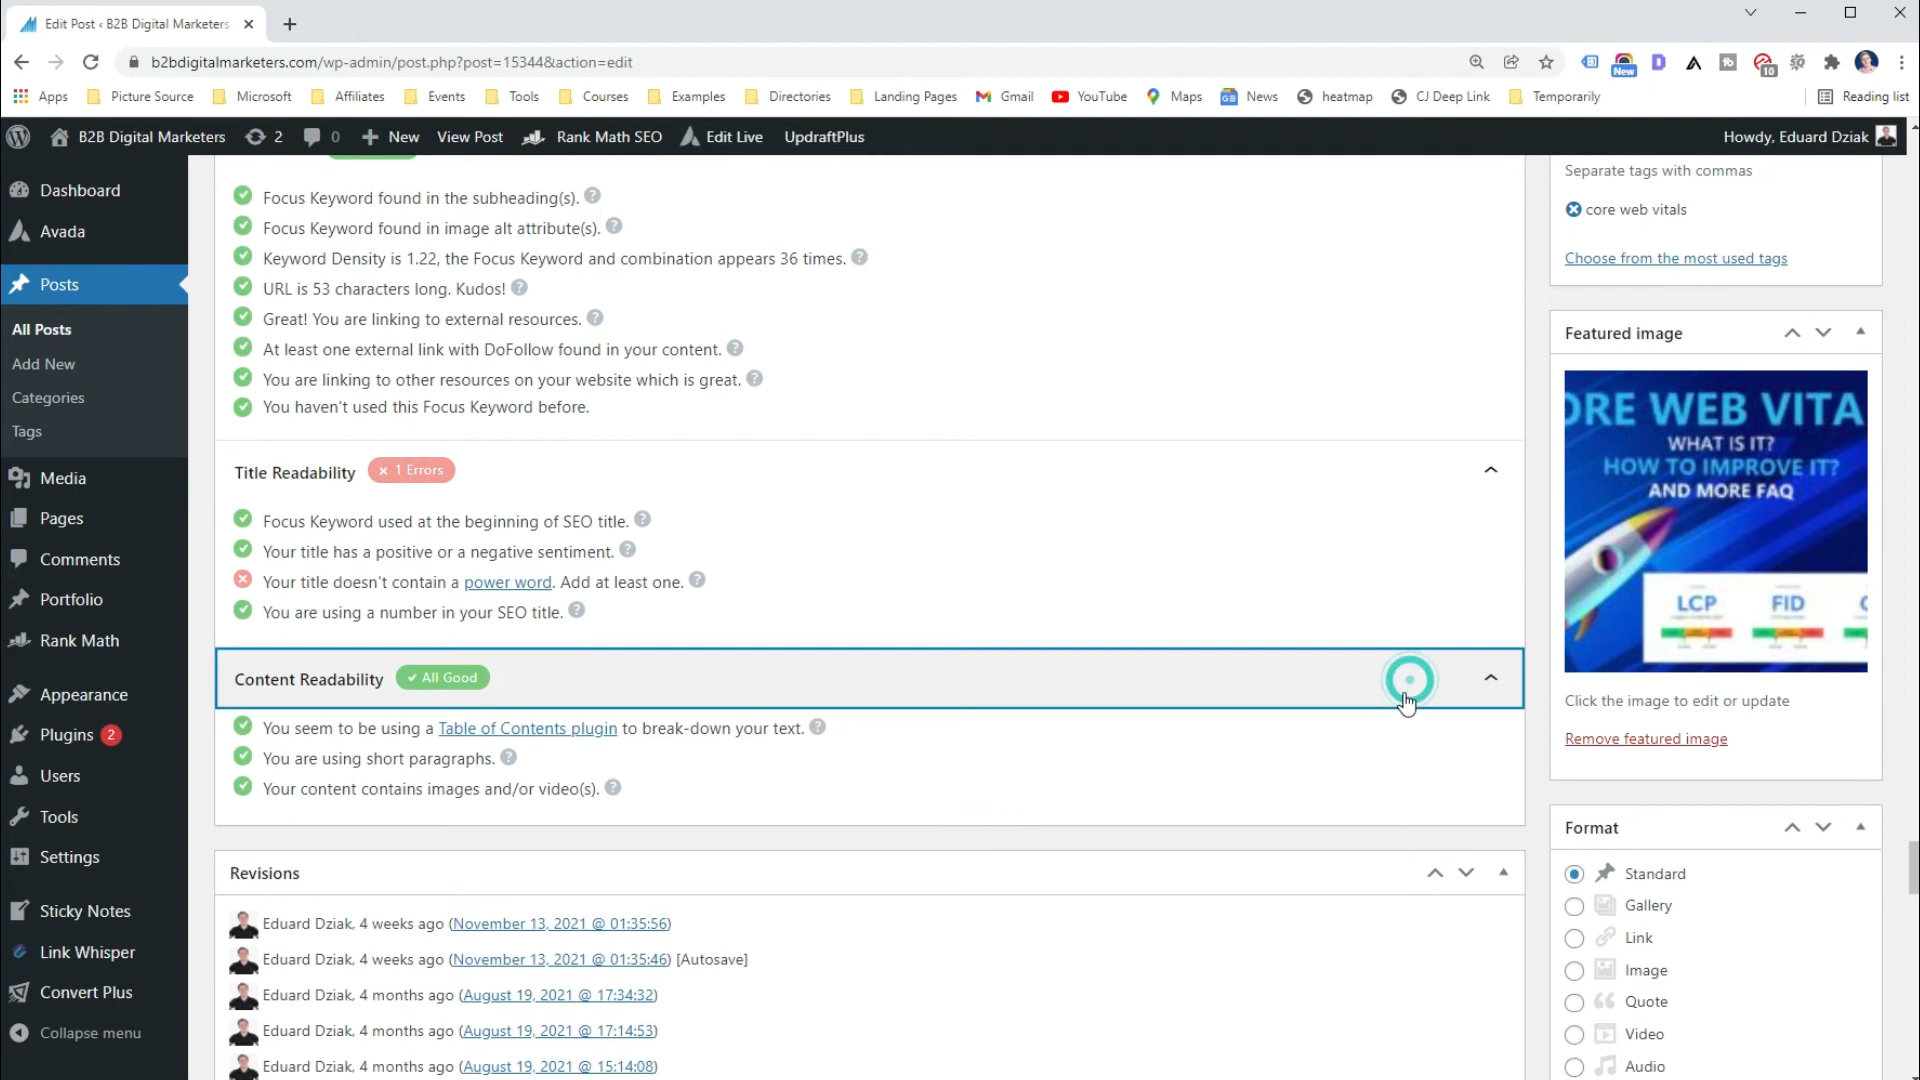 Edit Post ‹ B2B Digital Marketers
b2bdigitalmarketers.com/wp-admin/post.php?post=15344&action=edit
New
10
Apps
Picture Source
Microsoft
Affiliates
Events
Tools
Courses
Examples
Directories
Landing Pages
Gmail
YouTube
Maps
News
heatmap
CJ Deep Link
Temporarily
Reading list
B2B Digital Marketers
2
0
New
View Post
Rank Math SEO
Edit Live
UpdraftPlus
Howdy, Eduard Dziak
Dashboard
Avada
Posts
All Posts
Add New
Categories
Tags
Media
Pages
Comments
Portfolio
Rank Math
Appearance
Plugins 2
Users
Tools
Settings
Sticky Notes
Link Whisper
Convert Plus
Collapse menu
Focus Keyword found in the subheading(s).
Focus Keyword found in image alt attribute(s).
Keyword Density is 1.22, the Focus Keyword and combination appears 36 times.
URL is 53 characters long. Kudos!
Great! You are linking to external resources.
At least one external link with DoFollow found in your content.
You are linking to other resources on your website which is great.
You haven't used this Focus Keyword before.
Title Readability × 1 Errors
Focus Keyword used at the beginning of SEO title.
Your title has a positive or a negative sentiment.
Your title doesn't contain a power word. Add at least one.
You are using a number in your SEO title.
Content Readability ✓ All Good
You seem to be using a Table of Contents plugin to break-down your text.
You are using short paragraphs.
Your content contains images and/or video(s).
Revisions
Eduard Dziak, 4 weeks ago (November 13, 2021 @ 01:35:56)
Eduard Dziak, 4 weeks ago (November 13, 2021 @ 01:35:46) [Autosave]
Eduard Dziak, 4 months ago (August 19, 2021 @ 17:34:32)
Eduard Dziak, 4 months ago (August 19, 2021 @ 17:14:53)
Eduard Dziak, 4 months ago (August 19, 2021 @ 15:14:08)
Separate tags with commas
core web vitals
Choose from the most used tags
Featured image
ORE WEB VITA
WHAT IS IT?
HOW TO IMPROVE IT?
AND MORE FAQ
LCP
FID
Click the image to edit or update
Remove featured image
Format
Standard
Gallery
Link
Image
Quote
Video
Audio